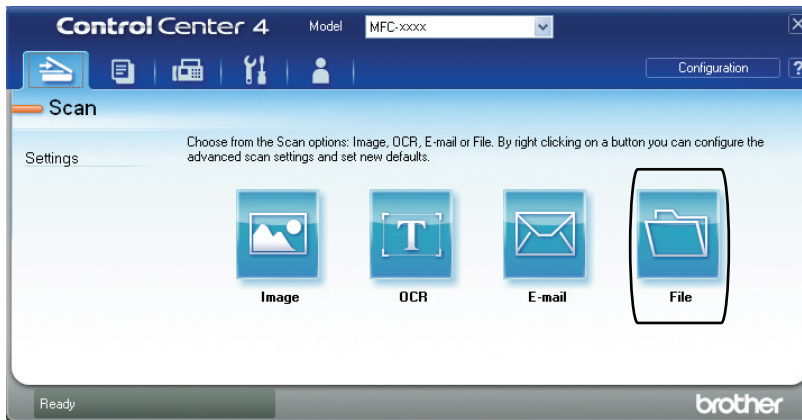 Control Center 4 Model MFC-xxxx
Configuration ?
Scan
Settings
Choose from the Scan options: Image, OCR, E-mail or File. By right clicking on a button you can configure the
advanced scan settings and set new defaults.
T
Image OCR E-mail File
Ready brother